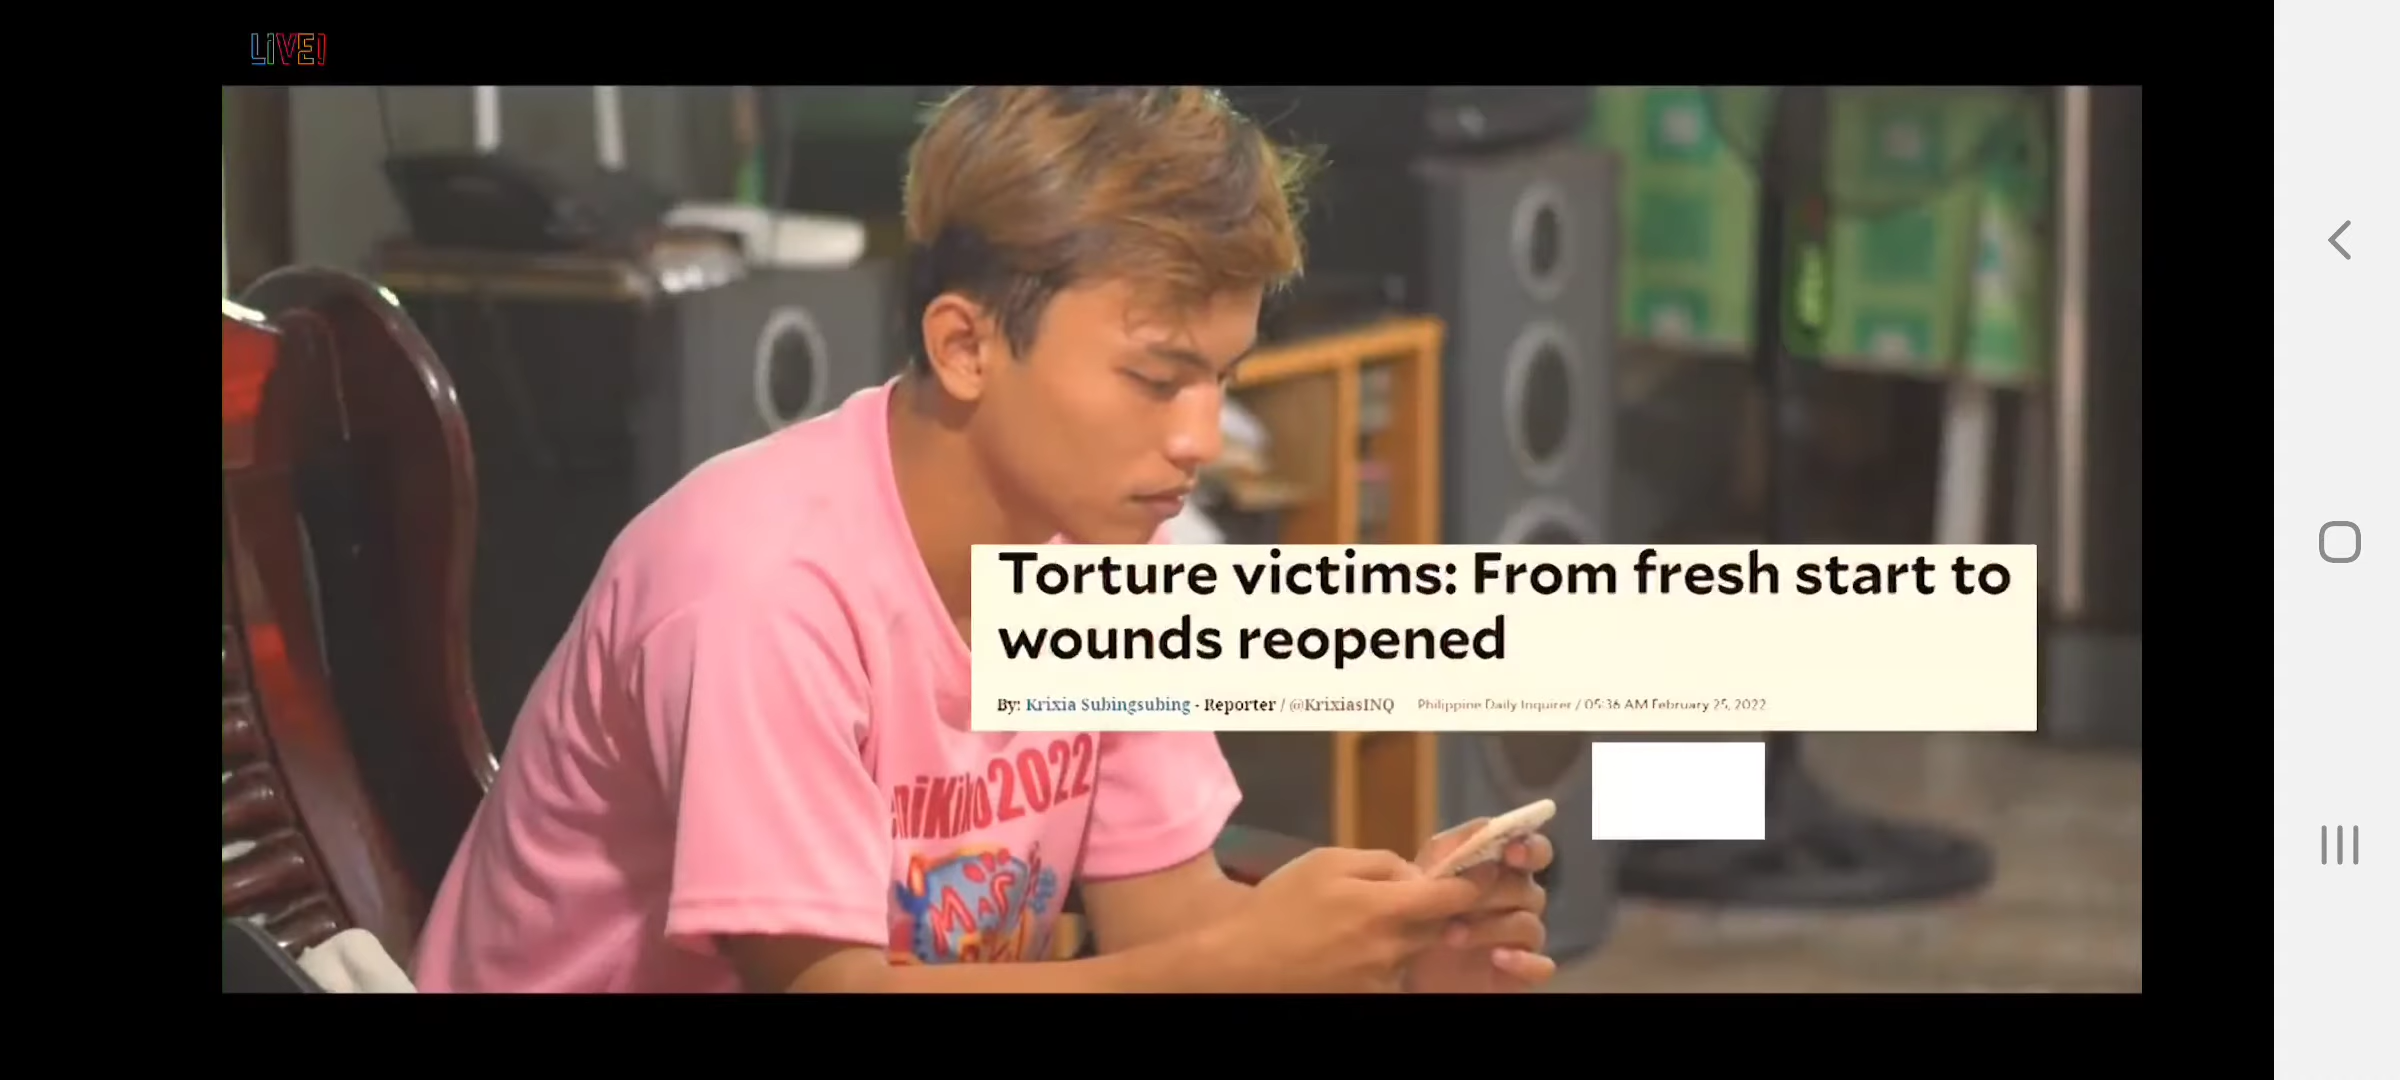 LIVE!
Torture victims: From fresh start to
wounds reopened
By: Krixia Subingsubing - Reporter / @KrixiasINQ Philippine Daily Inquirer / 05:36 AM February 25, 2022
niKiko2022